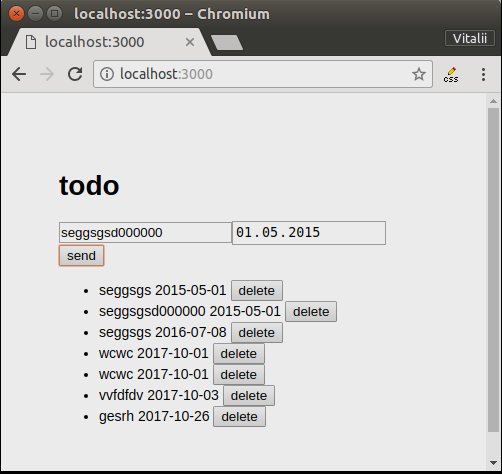 localhost:3000 – Chromium
localhost:3000
Vitalii
localhost:3000
css
todo
seggsgsd000000 01.05.2015
send
seggsgs 2015-05-01 delete
seggsgsd000000 2015-05-01 delete
seggsgs 2016-07-08 delete
wcwc 2017-10-01 delete
wcwc 2017-10-01 delete
vvfdfdv 2017-10-03 delete
gesrh 2017-10-26 delete